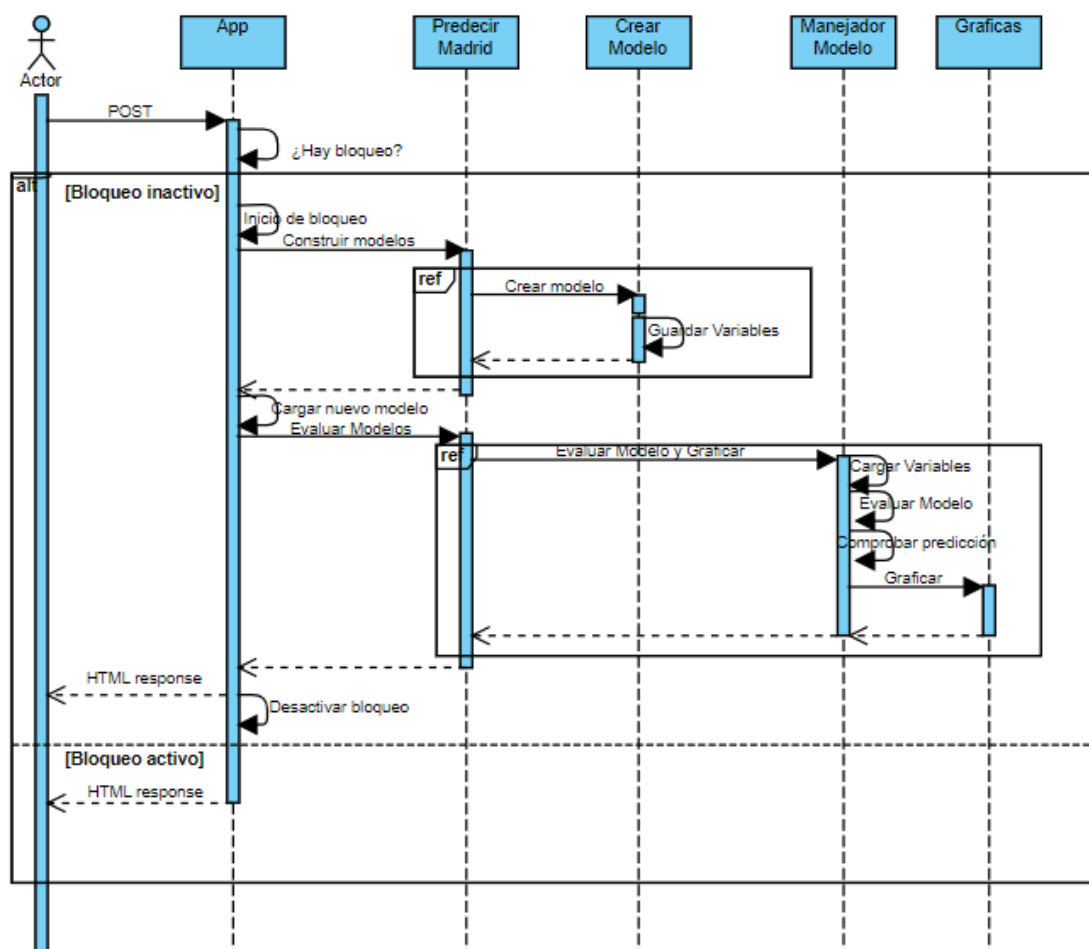 Actor
App
Predecir
Madrid
Crear
Modelo
Manejador
Modelo
Graficas
POST
¿Hay bloqueo?
alt
[Bloqueo inactivo]
Inicio de bloqueo
Construir modelos
ref
Crear modelo
Guardar Variables
Cargar nuevo modelo
Evaluar Modelos
ref
Evaluar Modelo y Graficar
Cargar Variables
Evaluar Modelo
Comprobar predicción
Graficar
HTML response
Desactivar bloqueo
[Bloqueo activo]
HTML response